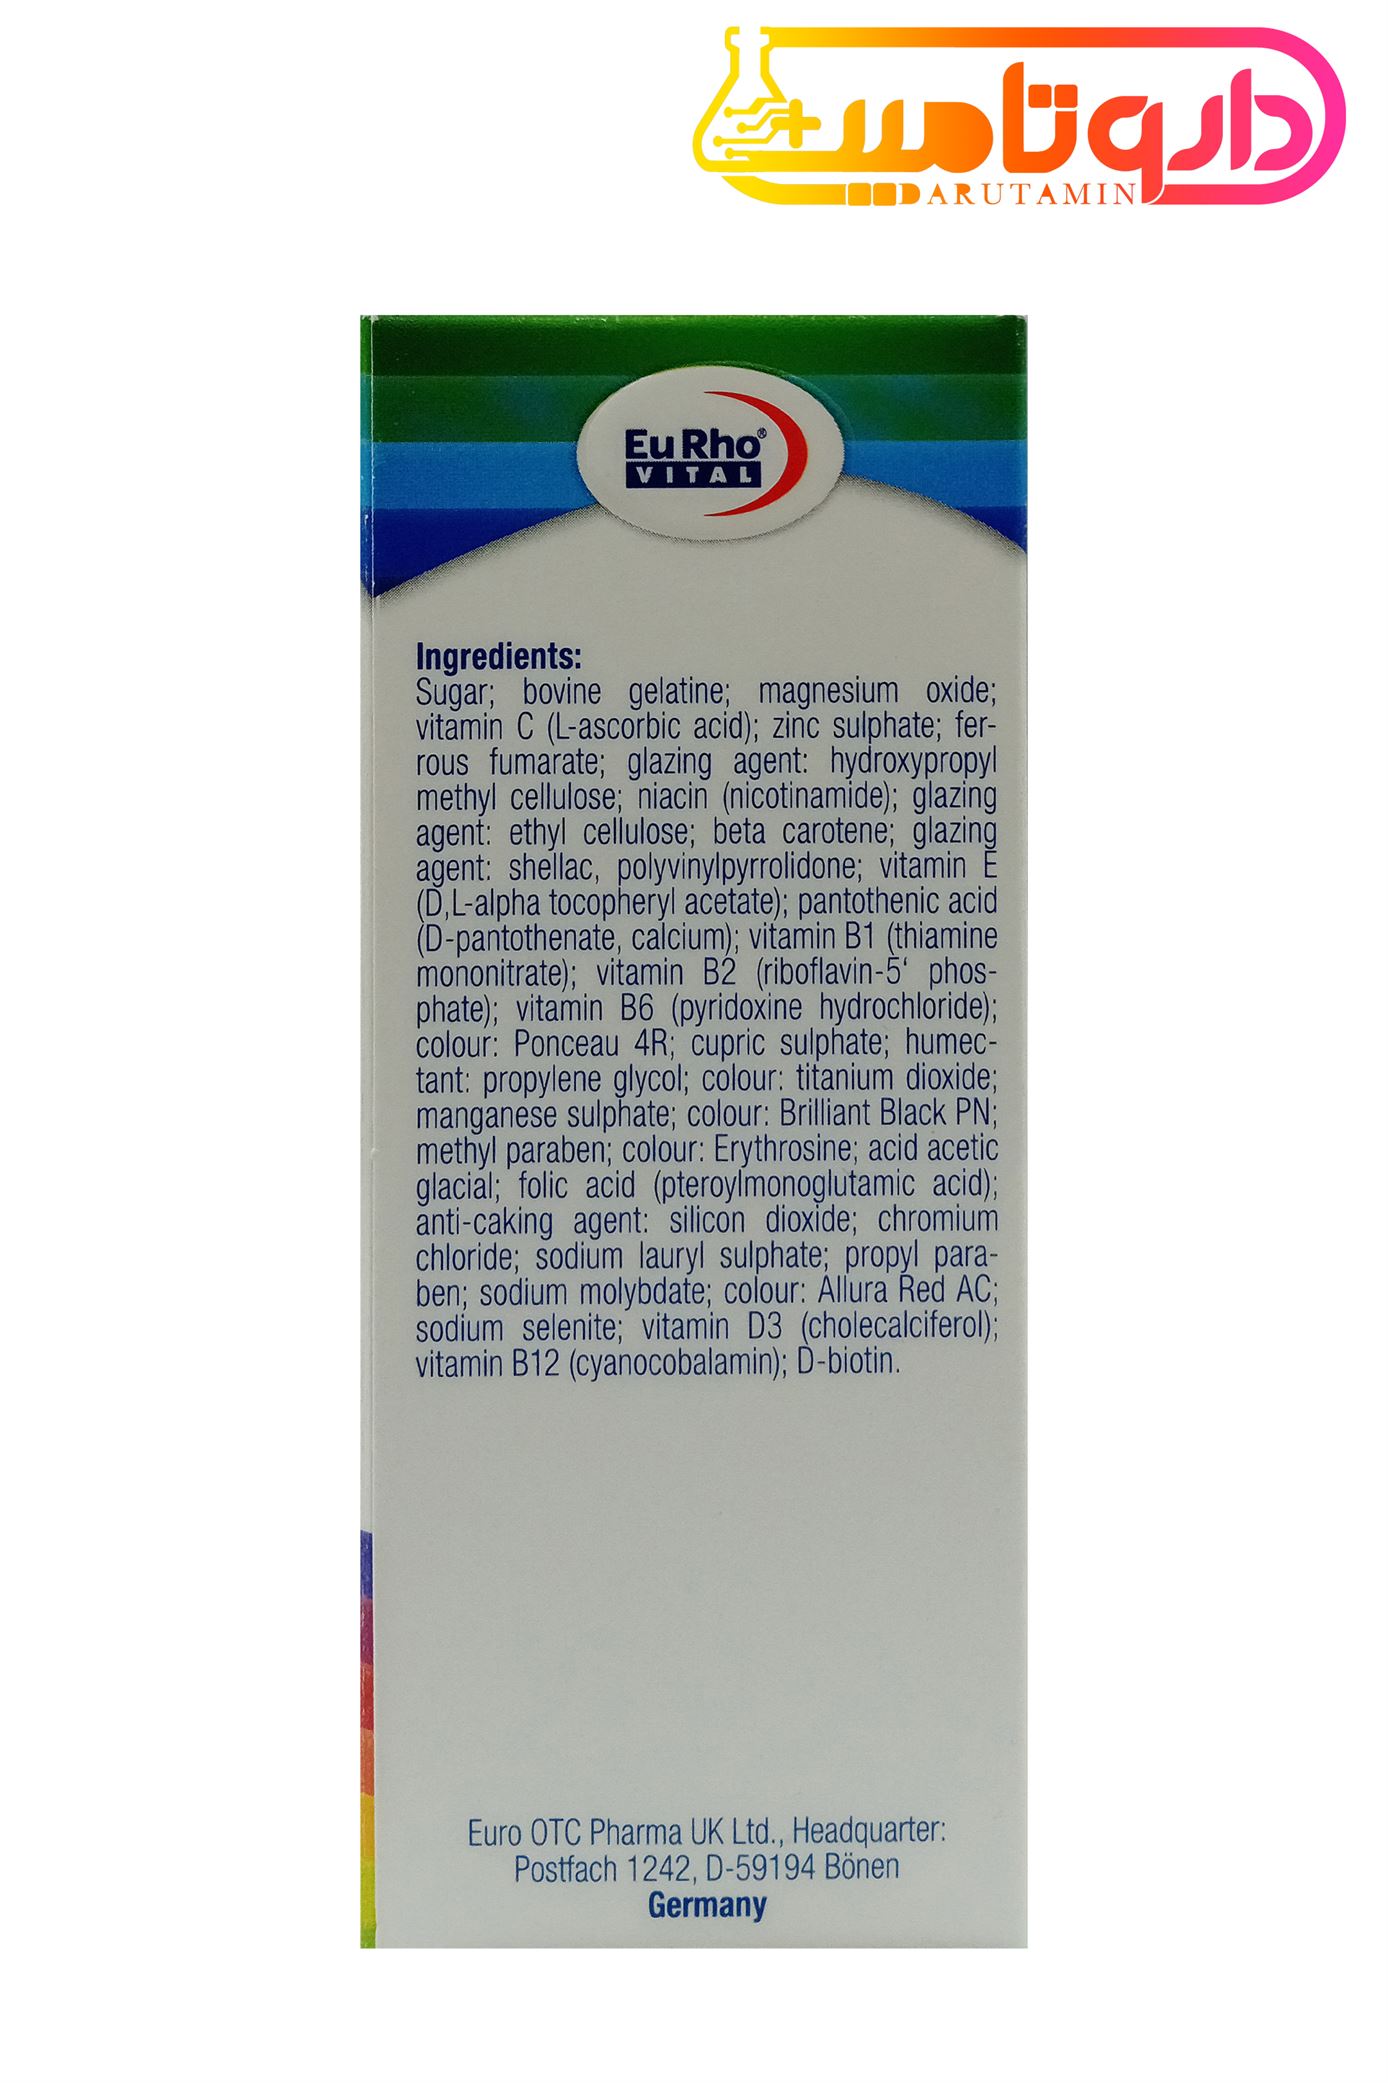 داروتامین
DARUTAMIN
EuRho®
VITAL
Ingredients:
Sugar; bovine gelatine; magnesium oxide;
vitamin C (L-ascorbic acid); zinc sulphate; fer-
rous fumarate; glazing agent: hydroxypropyl
methyl cellulose; niacin (nicotinamide); glazing
agent: ethyl cellulose; beta carotene; glazing
agent: shellac, polyvinylpyrrolidone; vitamin E
(D,L-alpha tocopheryl acetate); pantothenic acid
(D-pantothenate, calcium); vitamin B1 (thiamine
mononitrate); vitamin B2 (riboflavin-5‘ phos-
phate); vitamin B6 (pyridoxine hydrochloride);
colour: Ponceau 4R; cupric sulphate; humec-
tant: propylene glycol; colour: titanium dioxide;
manganese sulphate; colour: Brilliant Black PN;
methyl paraben; colour: Erythrosine; acid acetic
glacial; folic acid (pteroylmonoglutamic acid);
anti-caking agent: silicon dioxide; chromium
chloride; sodium lauryl sulphate; propyl para-
ben; sodium molybdate; colour: Allura Red AC;
sodium selenite; vitamin D3 (cholecalciferol);
vitamin B12 (cyanocobalamin); D-biotin.
Euro OTC Pharma UK Ltd., Headquarter:
Postfach 1242, D-59194 Bönen
Germany